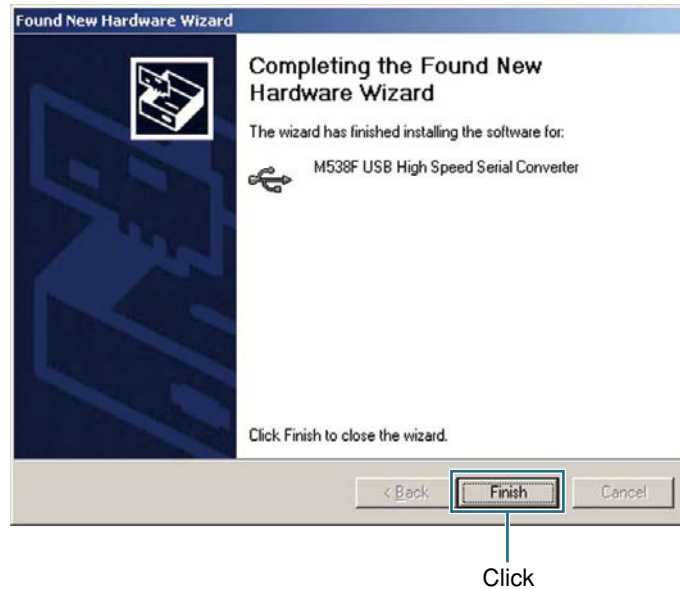 Found New Hardware Wizard
Completing the Found New
Hardware Wizard
The wizard has finished installing the software for:
M538F USB High Speed Serial Converter
Click Finish to close the wizard.
< Back Finish Cancel
Click